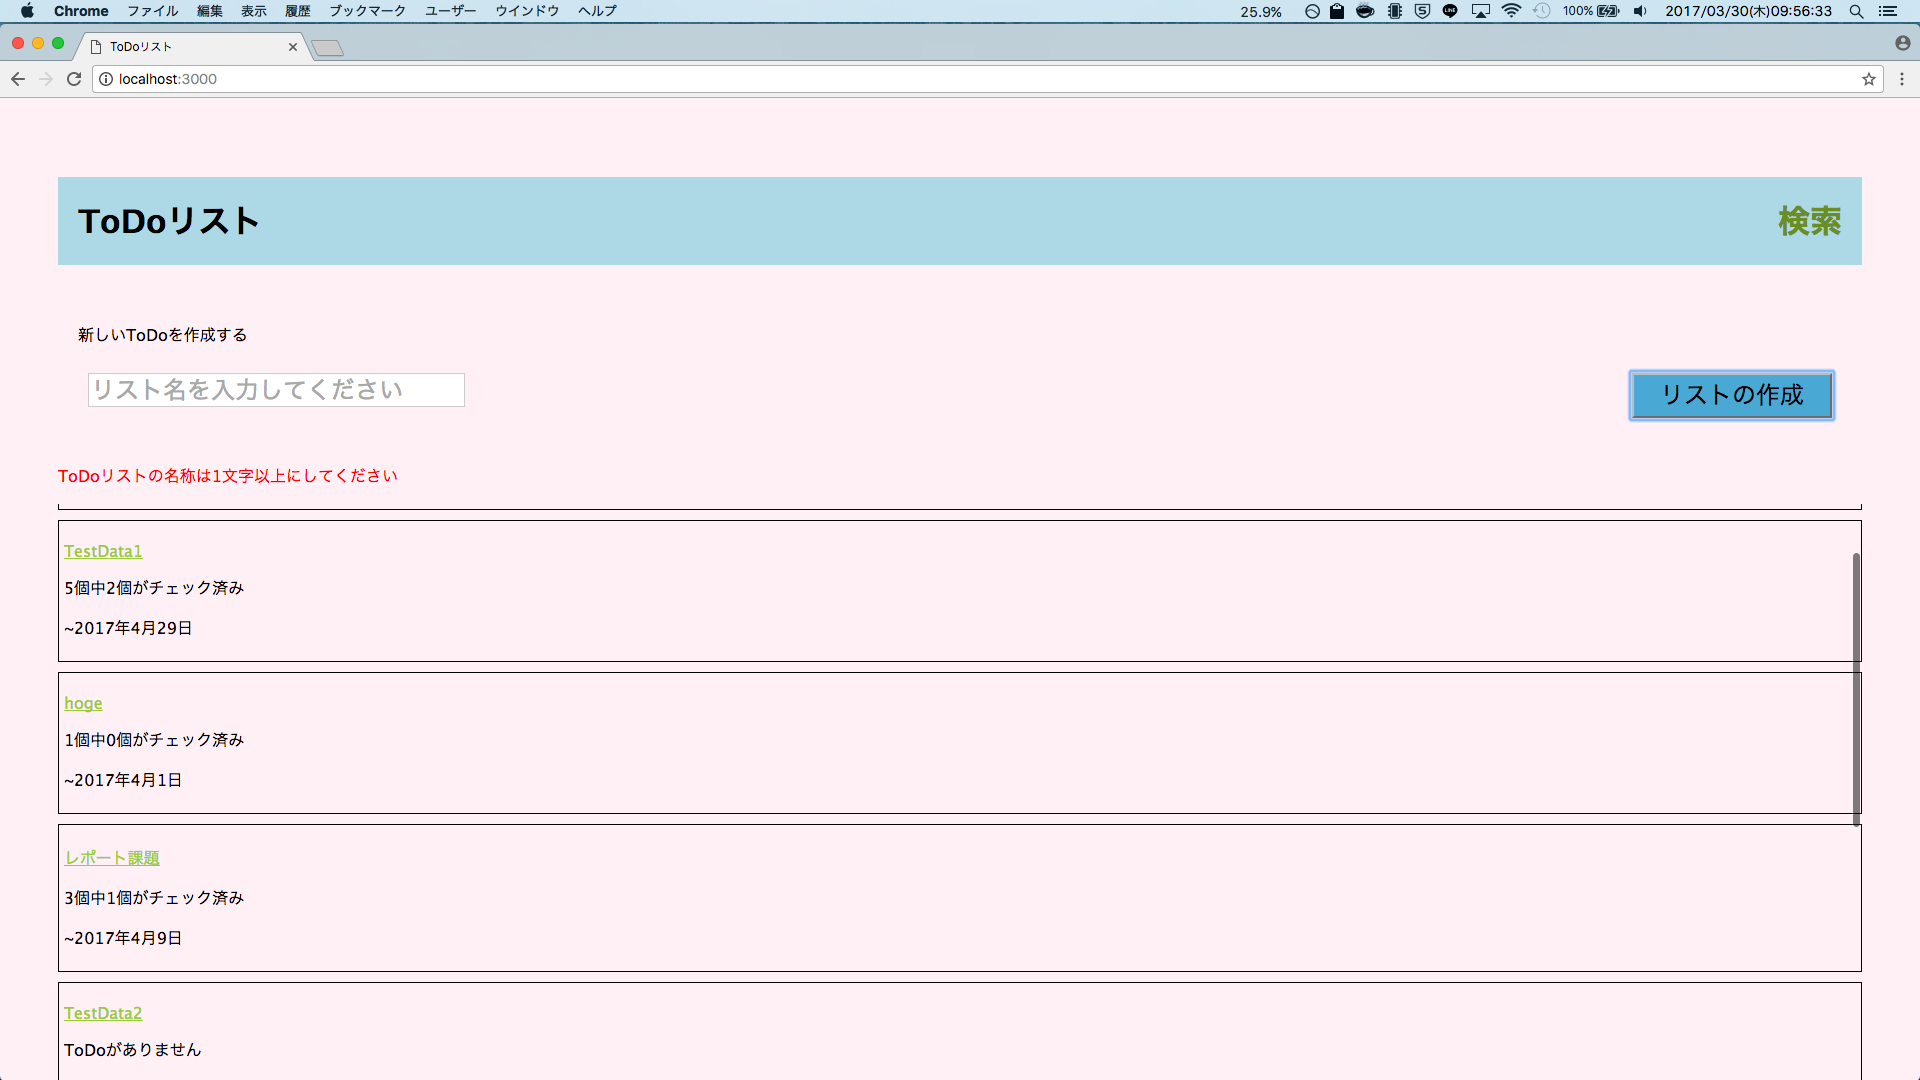 Chrome ファイル 編集 表示 履歴 ブックマーク ユーザー ウインドウ ヘルプ 25.9% LINE 100% 2017/03/30(木)09:56:33
ToDoリスト
localhost:3000
ToDoリスト 検索
新しいToDoを作成する
リスト名を入力してください リストの作成
ToDoリストの名称は1文字以上にしてください
TestData1
5個中2個がチェック済み
~2017年4月29日
hoge
1個中0個がチェック済み
~2017年4月1日
レポート課題
3個中1個がチェック済み
~2017年4月9日
TestData2
ToDoがありません